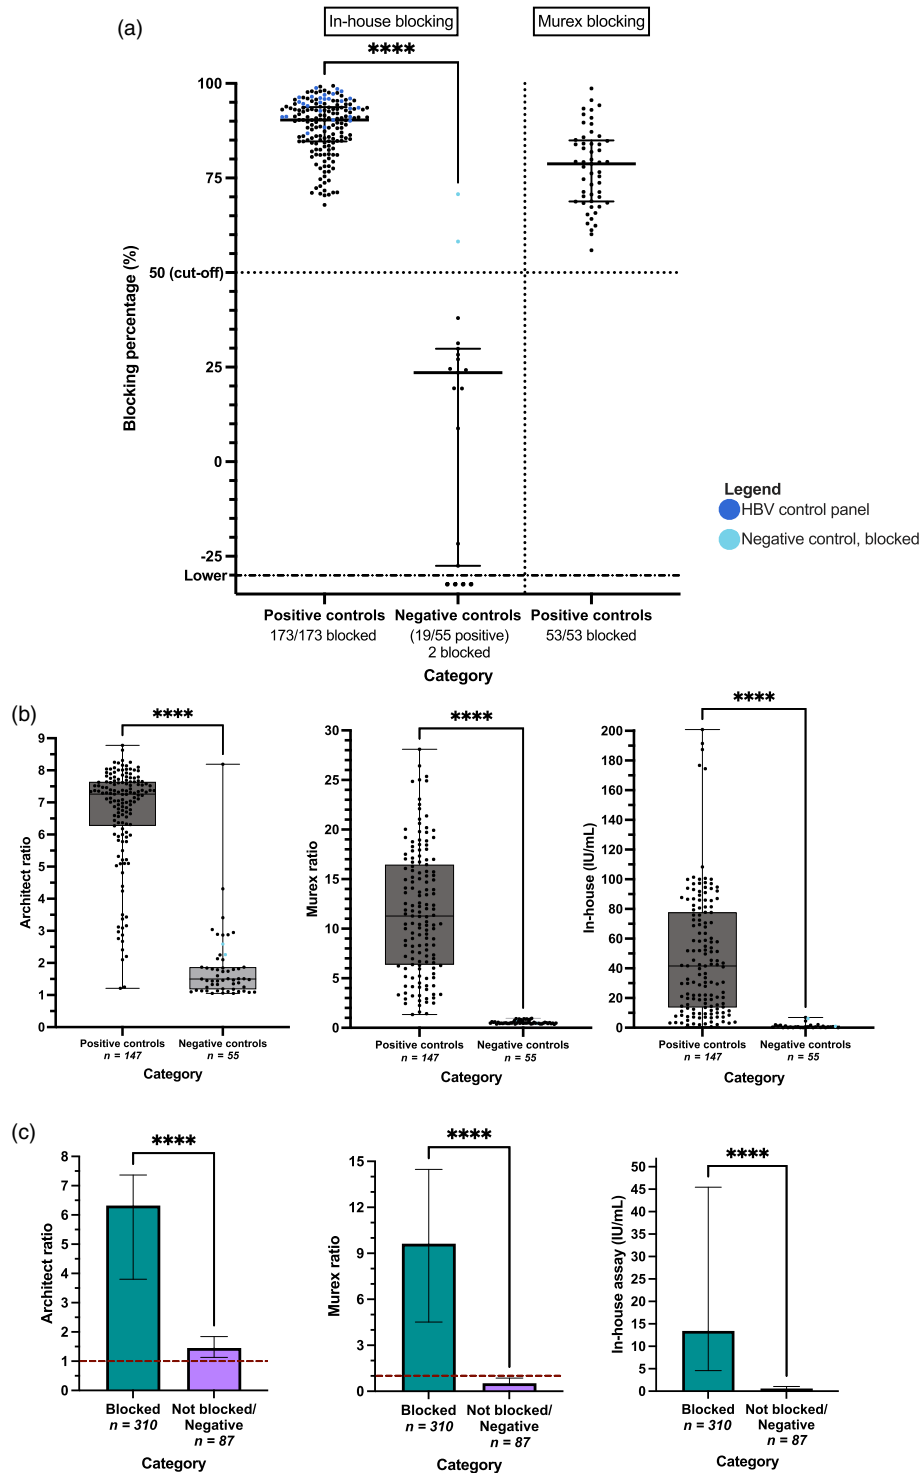 (a)
In-house blocking
Murex blocking
****
100
75
50 (cut-off)
25
0
-25
Lower
Blocking percentage (%)
Legend
HBV control panel
Negative control, blocked
Positive controls
173/173 blocked
Negative controls
(19/55 positive)
2 blocked
Positive controls
53/53 blocked
Category
(b)
****
9
8
7
6
5
4
3
2
1
0
Architect ratio
Positive controls
n = 147
Negative controls
n = 55
Category
****
30
25
20
15
10
5
0
Murex ratio
Positive controls
n = 147
Negative controls
n = 55
Category
****
200
180
160
140
120
100
80
60
40
20
0
In-house (IU/mL)
Positive controls
n = 147
Negative controls
n = 55
Category
(c)
****
8
7
6
5
4
3
2
1
0
Architect ratio
Blocked
n = 310
Not blocked/
Negative
n = 87
Category
****
15
12
9
6
3
0
Murex ratio
Blocked
n = 310
Not blocked/
Negative
n = 87
Category
****
50
45
40
35
30
25
20
15
10
5
0
In-house assay (IU/mL)
Blocked
n = 310
Not blocked/
Negative
n = 87
Category